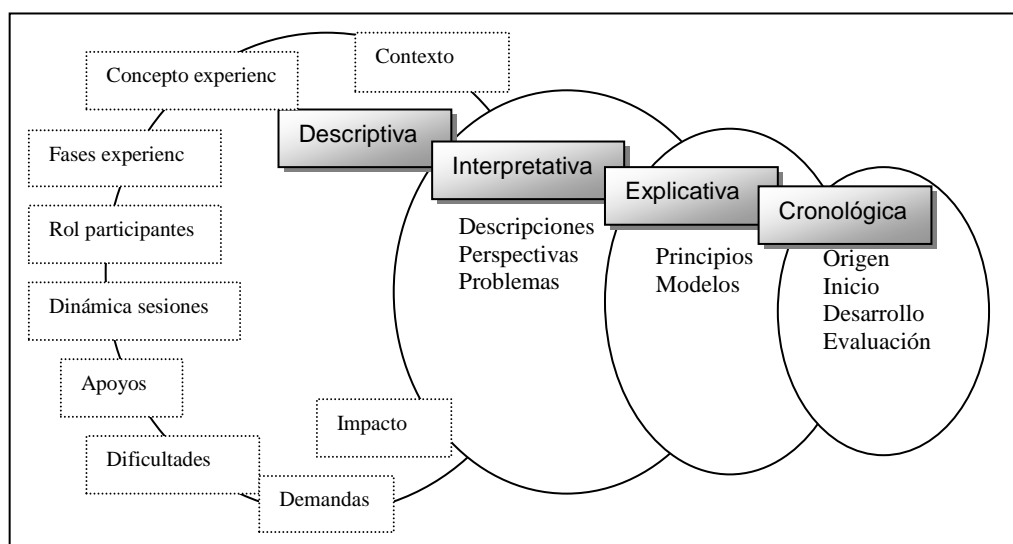 Contexto
Concepto experienc
Descriptiva
Fases experienc
Interpretativa
Explicativa
Cronológica
Rol participantes
Descripciones
Perspectivas
Problemas
Principios
Modelos
Origen
Inicio
Desarrollo
Evaluación
Dinámica sesiones
Apoyos
Impacto
Dificultades
Demandas